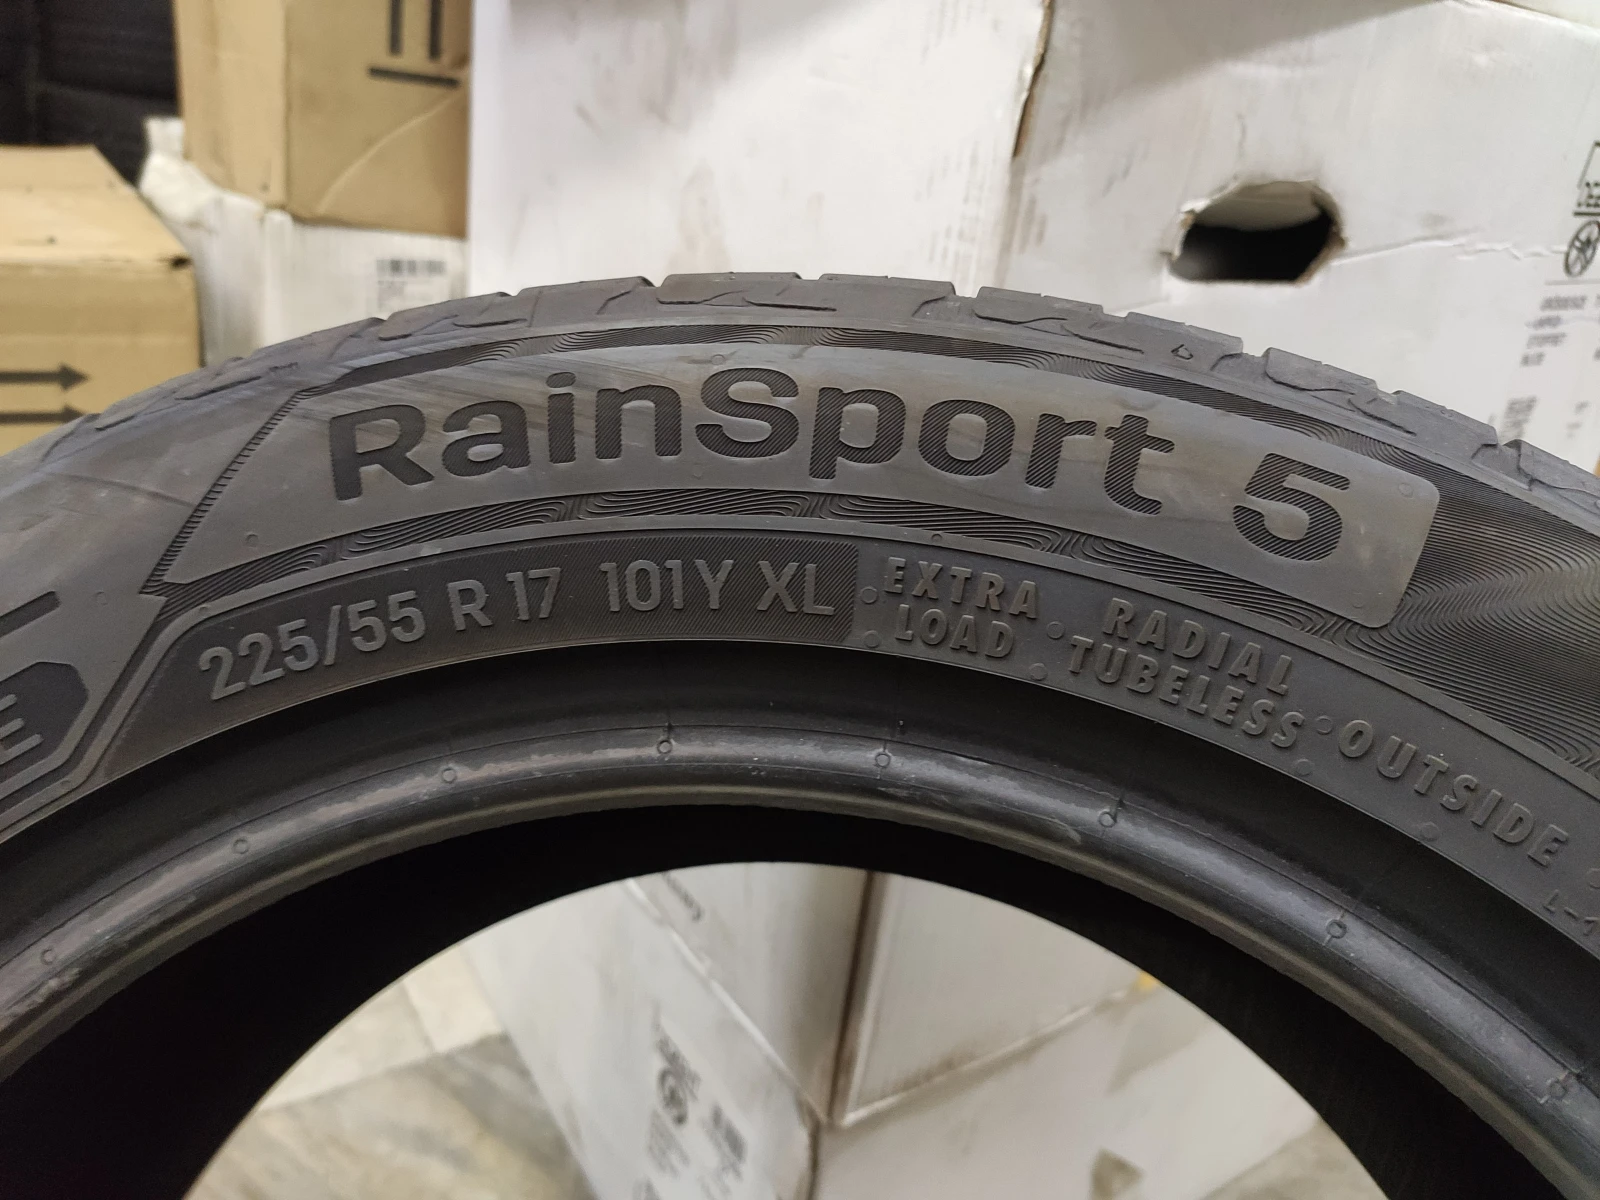 RainSport 5
225/55 R 17 101Y XL
EXTRA
LOAD
RADIAL
TUBELESS
OUTSIDE
E